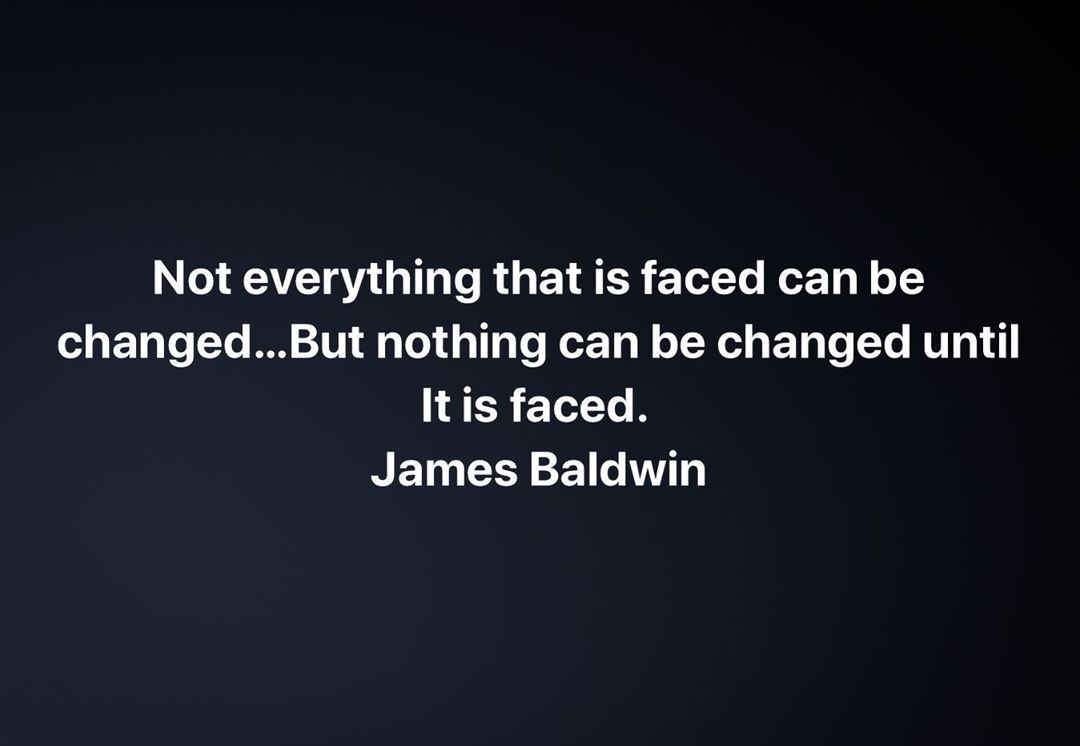 Not everything that is faced can be
changed...But nothing can be changed until
It is faced.
James Baldwin